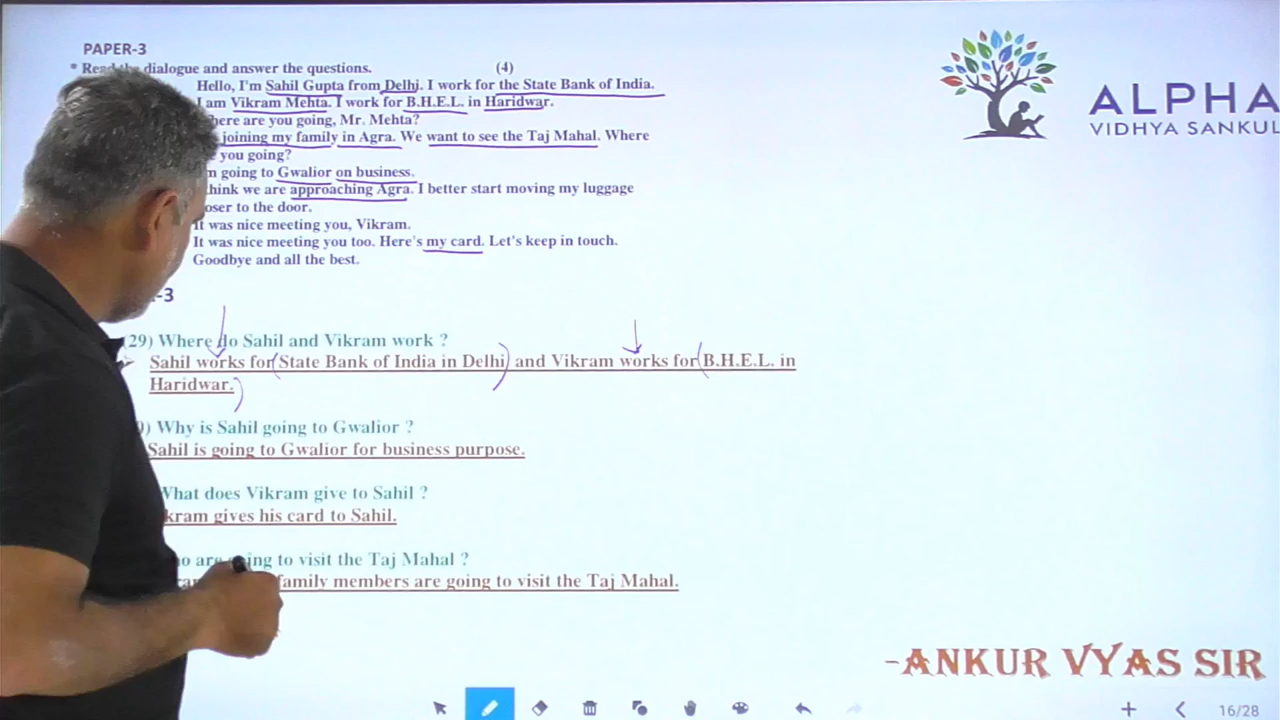 PAPER-3
* Read the dialogue and answer the questions. (4)
Hello, I'm Sahil Gupta from Delhi. I work for the State Bank of India.
I am Vikram Mehta. I work for B.H.E.L. in Haridwar.
are you going, Mr. Mehta?
joining my family in Agra. We want to see the Taj Mahal. Where
you going?
going to Gwalior on business.
we are approaching Agra. I better start moving my luggage
to the door.
It was nice meeting you, Vikram.
It was nice meeting you too. Here's my card. Let's keep in touch.
Goodbye and all the best.
-3
(29) Where do Sahil and Vikram work ?
Sahil works for State Bank of India in Delhi and Vikram works for B.H.E.L. in
Haridwar.
) Why is Sahil going to Gwalior ?
Sahil is going to Gwalior for business purpose.
What does Vikram give to Sahil ?
gives his card to Sahil.
are going to visit the Taj Mahal ?
family members are going to visit the Taj Mahal.
ALPHA
VIDHYA SANKUL
-ANKUR VYAS SIR
16/28